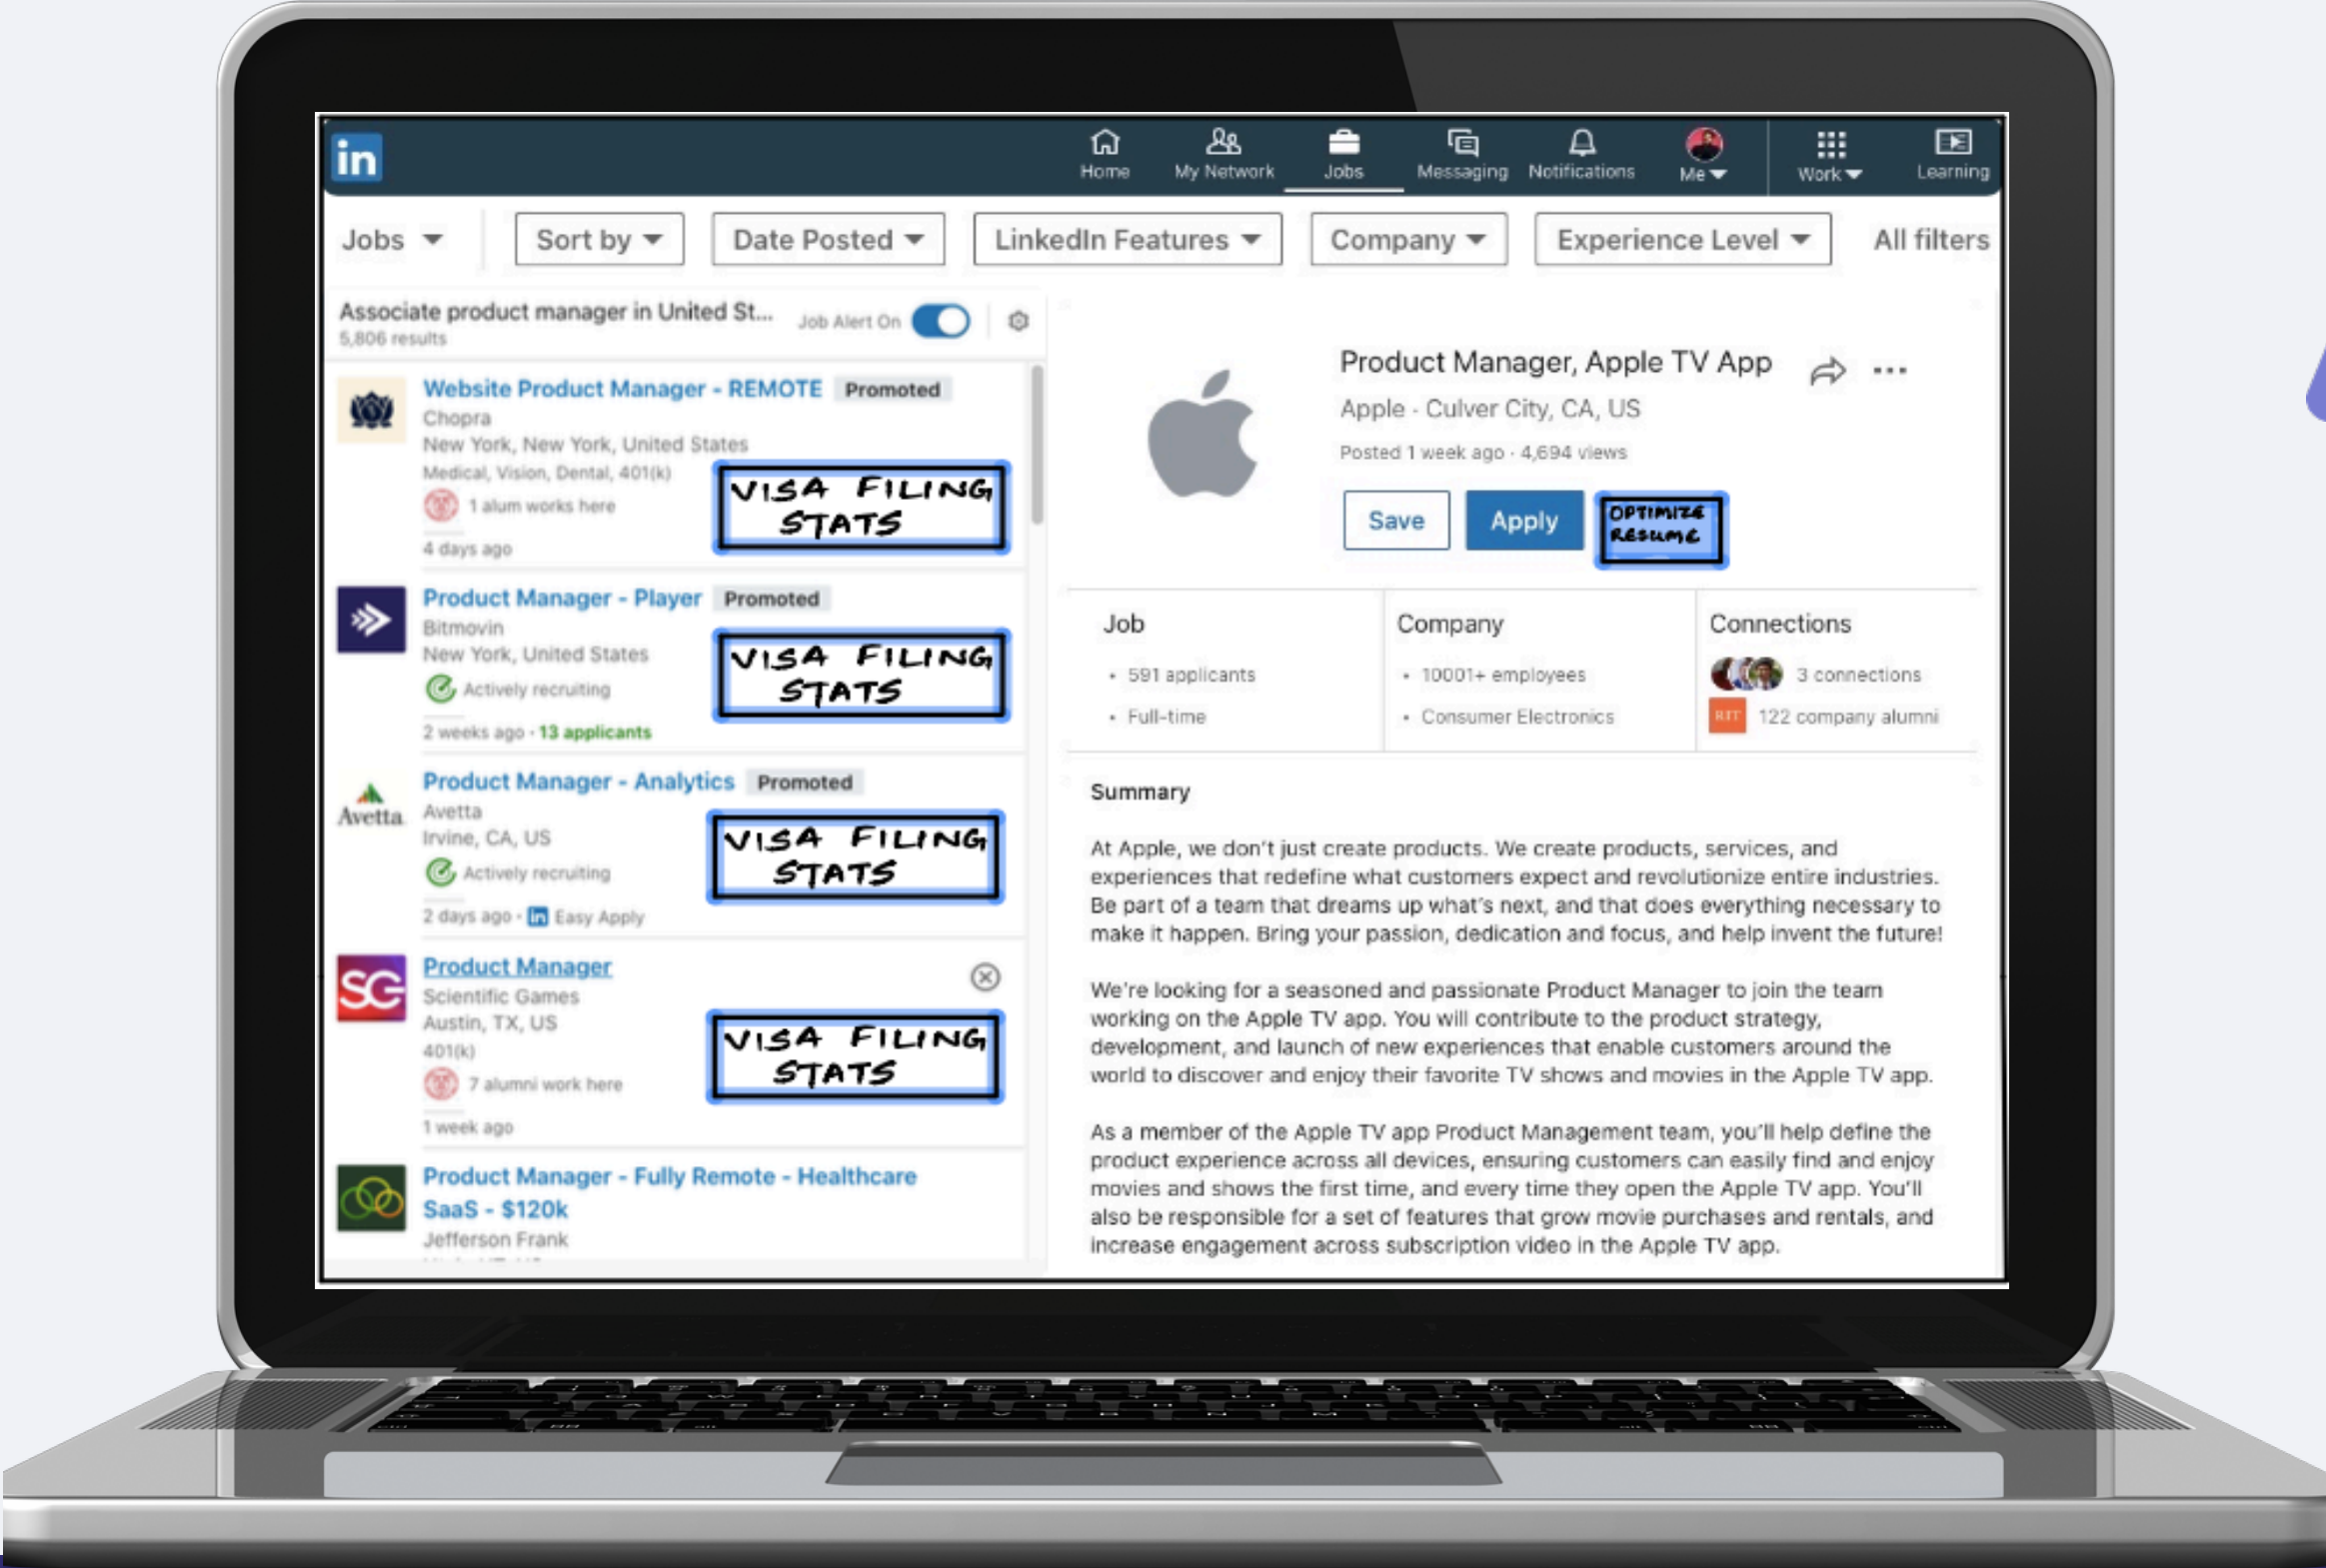 in
Home
My Network
Jobs
Messaging
Notifications
Me
Work
Learning
Jobs
Sort by
Date Posted
LinkedIn Features
Company
Experience Level
All filters
Associate product manager in United St...
Job Alert On
5,806 results
Website Product Manager - REMOTE Promoted
Chopra
New York, New York, United States
Medical, Vision, Dental, 401(k)
1 alum works here
4 days ago
VISA FILING
STATS
Product Manager - Player Promoted
Bitmovin
New York, United States
Actively recruiting
2 weeks ago · 13 applicants
VISA FILING
STATS
Avetta
Product Manager - Analytics Promoted
Avetta
Irvine, CA, US
Actively recruiting
2 days ago · in Easy Apply
VISA FILING
STATS
SG
Product Manager
Scientific Games
Austin, TX, US
401(k)
7 alumni work here
1 week ago
VISA FILING
STATS
Product Manager - Fully Remote - Healthcare
SaaS - $120k
Jefferson Frank
Product Manager, Apple TV App
Apple · Culver City, CA, US
Posted 1 week ago · 4,694 views
Save
Apply
OPTIMIZE
RESUME
Job
• 591 applicants
• Full-time
Company
• 10001+ employees
• Consumer Electronics
Connections
3 connections
RIT 122 company alumni
Summary
At Apple, we don't just create products. We create products, services, and
experiences that redefine what customers expect and revolutionize entire industries.
Be part of a team that dreams up what's next, and that does everything necessary to
make it happen. Bring your passion, dedication and focus, and help invent the future!
We're looking for a seasoned and passionate Product Manager to join the team
working on the Apple TV app. You will contribute to the product strategy,
development, and launch of new experiences that enable customers around the
world to discover and enjoy their favorite TV shows and movies in the Apple TV app.
As a member of the Apple TV app Product Management team, you'll help define the
product experience across all devices, ensuring customers can easily find and enjoy
movies and shows the first time, and every time they open the Apple TV app. You'll
also be responsible for a set of features that grow movie purchases and rentals, and
increase engagement across subscription video in the Apple TV app.